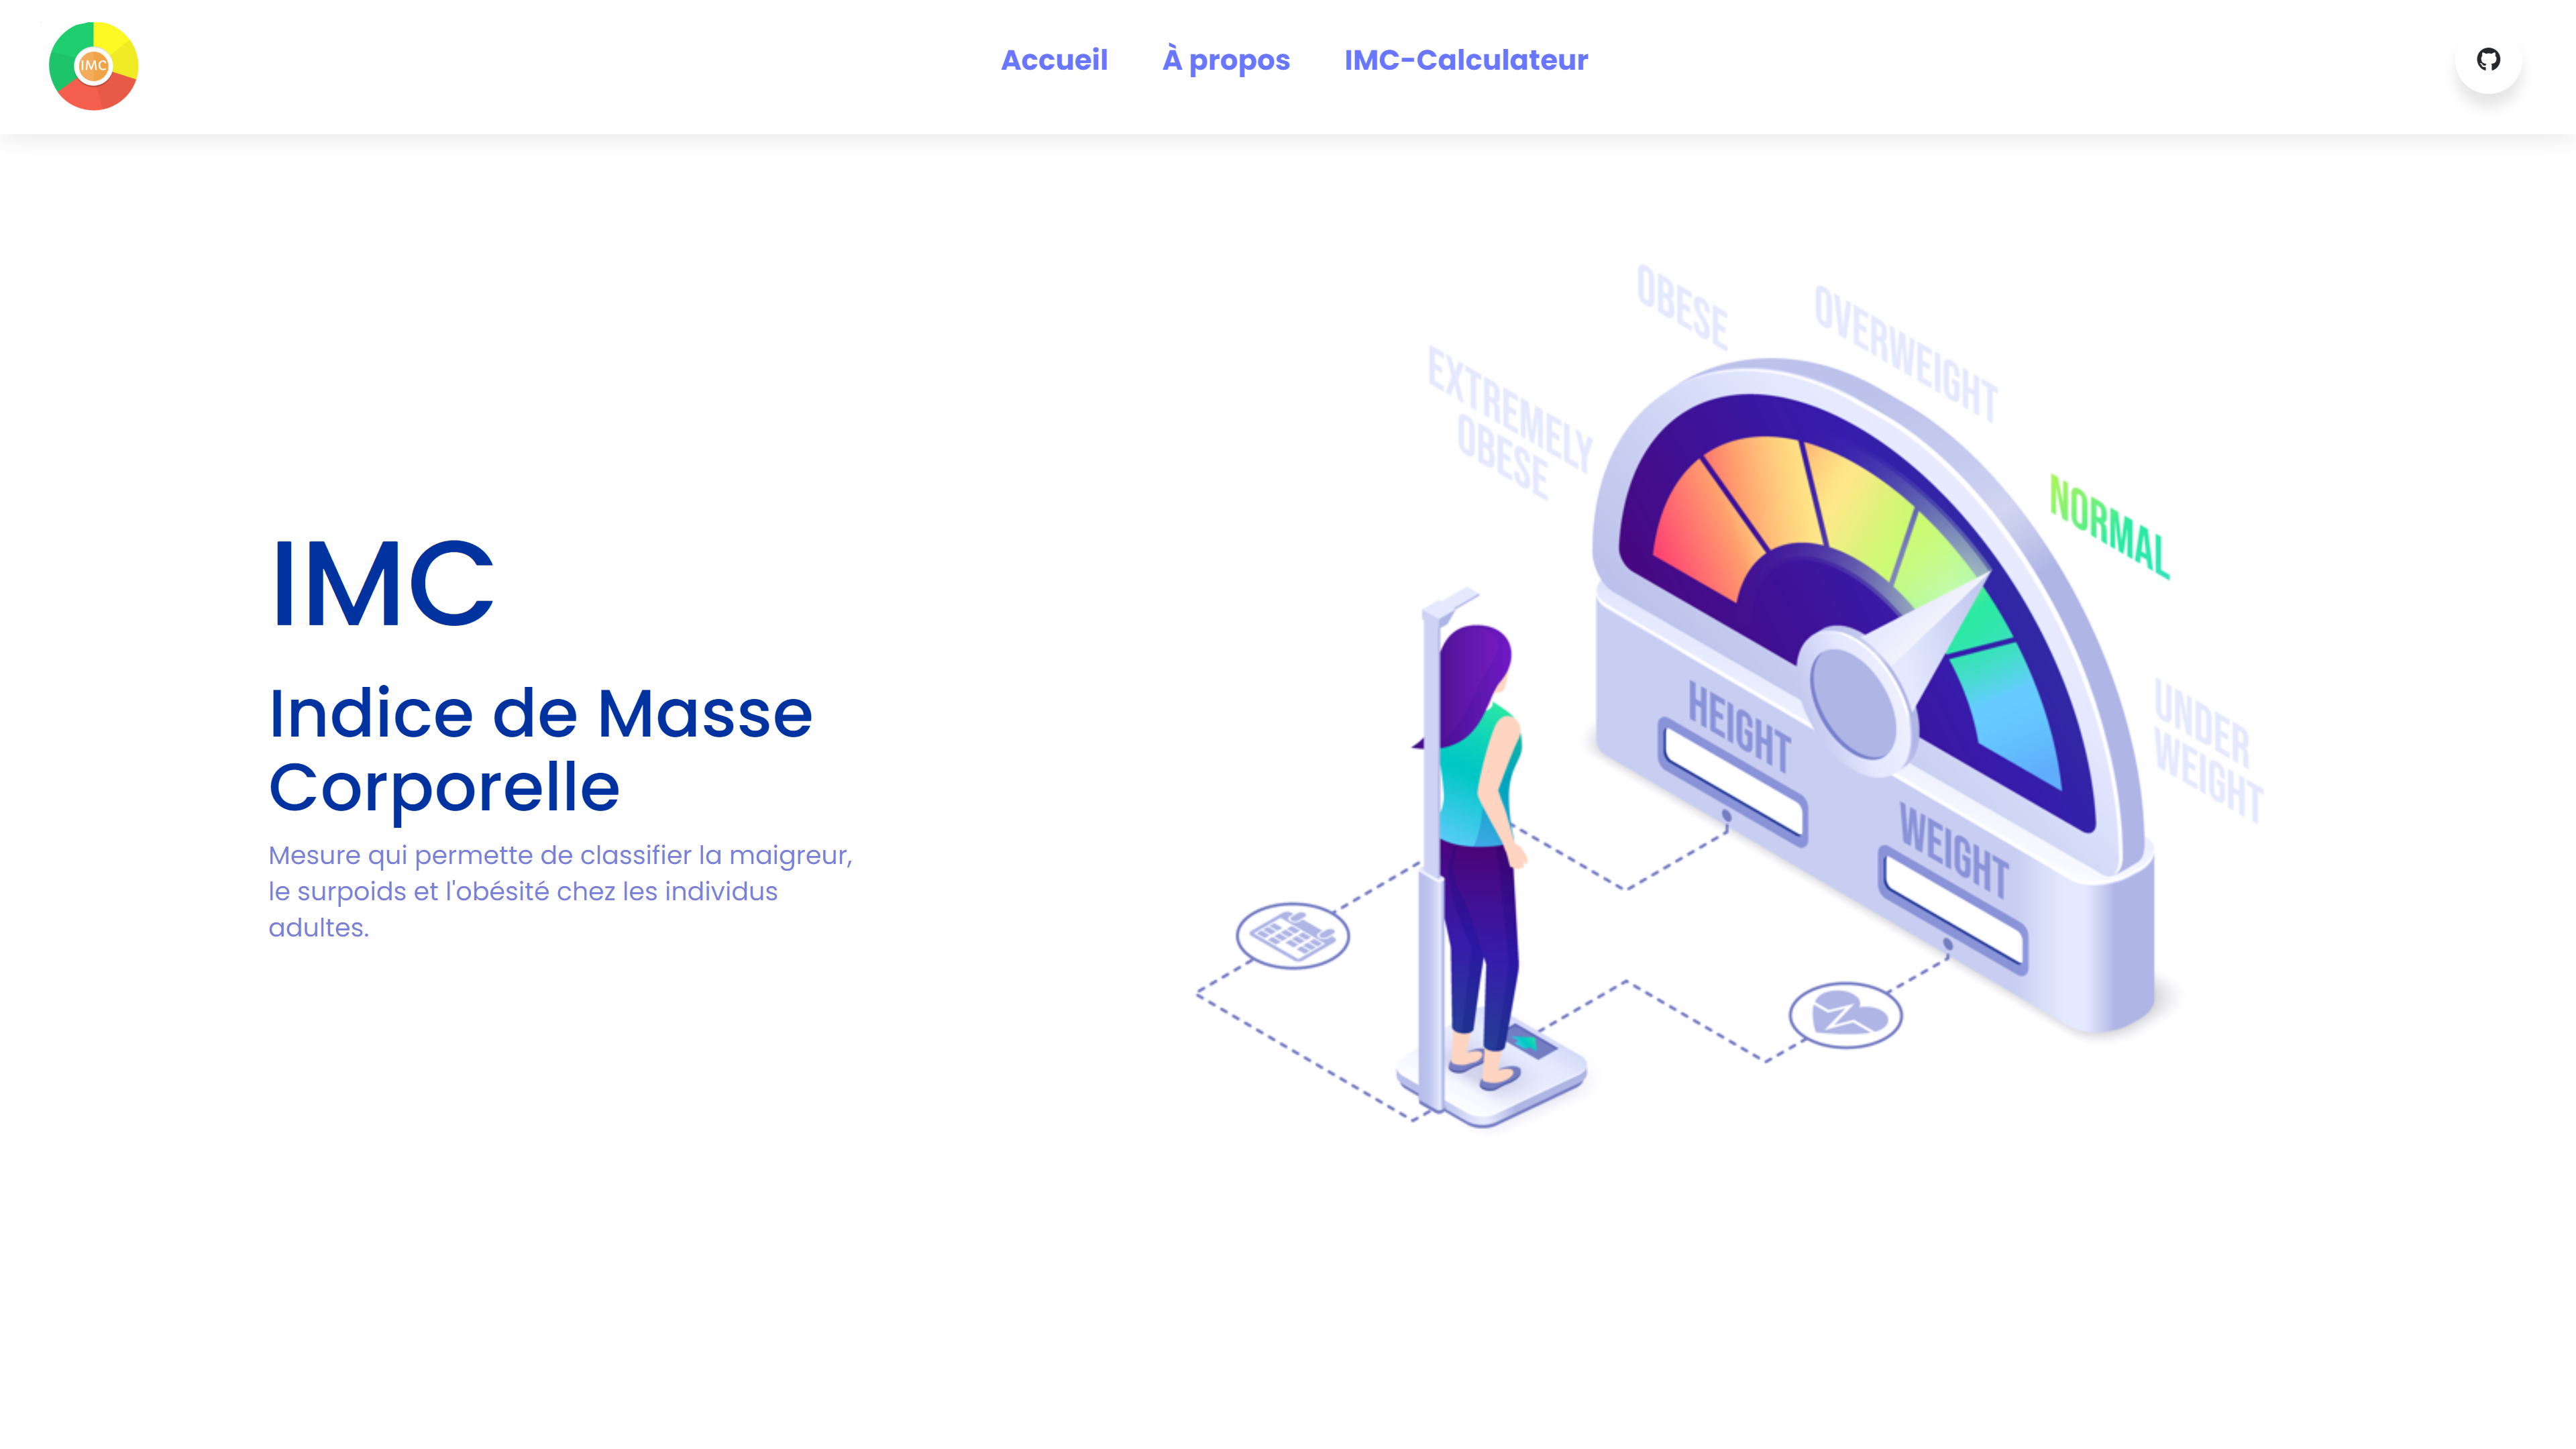 IMC
Accueil
À propos
IMC-Calculateur
IMC
Indice de Masse
Corporelle
Mesure qui permette de classifier la maigreur,
le surpoids et l'obésité chez les individus
adultes.
EXTREMELY
OBESE
OBESE
OVERWEIGHT
NORMAL
UNDER
WEIGHT
HEIGHT
WEIGHT